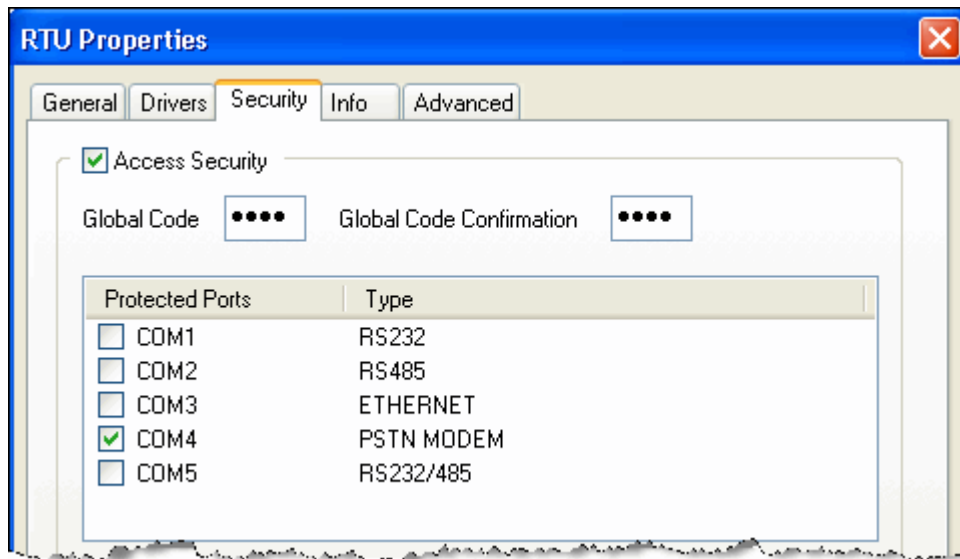 RTU Properties
General Drivers Security Info Advanced
Access Security
Global Code •••• Global Code Confirmation ••••
Protected Ports Type
COM1 RS232
COM2 RS485
COM3 ETHERNET
COM4 PSTN MODEM
COM5 RS232/485